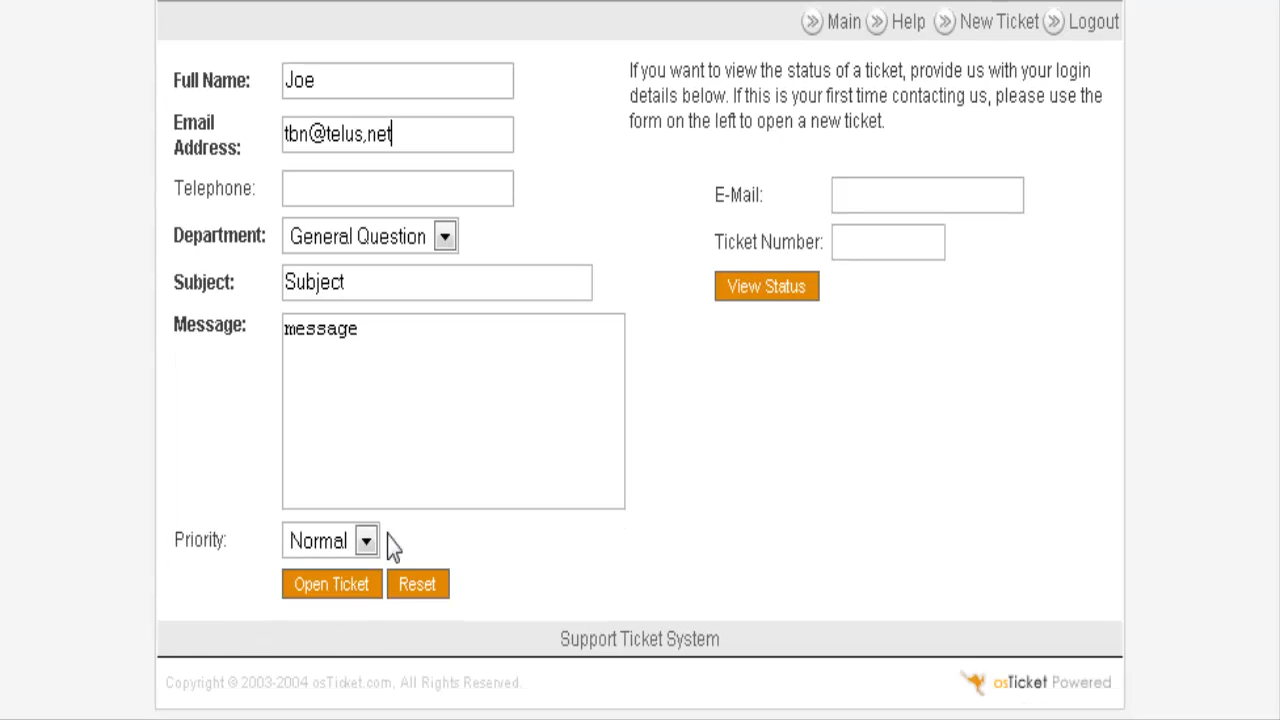 Main Help New Ticket Logout
Full Name: Joe
Email Address: tbn@telus,net
Telephone:
Department: General Question
Subject: Subject
Message: message
Priority: Normal
Open Ticket Reset
If you want to view the status of a ticket, provide us with your login
details below. If this is your first time contacting us, please use the
form on the left to open a new ticket.
E-Mail:
Ticket Number:
View Status
Support Ticket System
Copyright © 2003-2004 osTicket.com, All Rights Reserved.
osTicket Powered